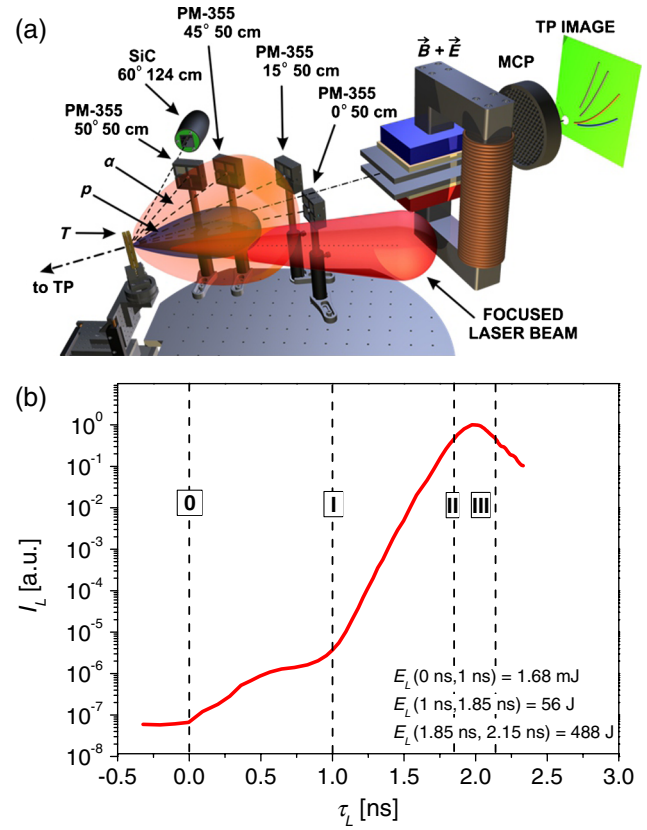 (a)
PM-355
45° 50 cm
SiC
60° 124 cm
PM-355
50° 50 cm
PM-355
15° 50 cm
PM-355
0° 50 cm
B + E
MCP
TP IMAGE
α
p
T
to TP
FOCUSED
LASER BEAM
(b)
I_L [a.u.]
10^0
10^-1
10^-2
10^-3
10^-4
10^-5
10^-6
10^-7
10^-8
0
I
II
III
E_L(0 ns,1 ns) = 1.68 mJ
E_L(1 ns,1.85 ns) = 56 J
E_L(1.85 ns, 2.15 ns) = 488 J
-0.5 0.0 0.5 1.0 1.5 2.0 2.5 3.0
τ_L [ns]